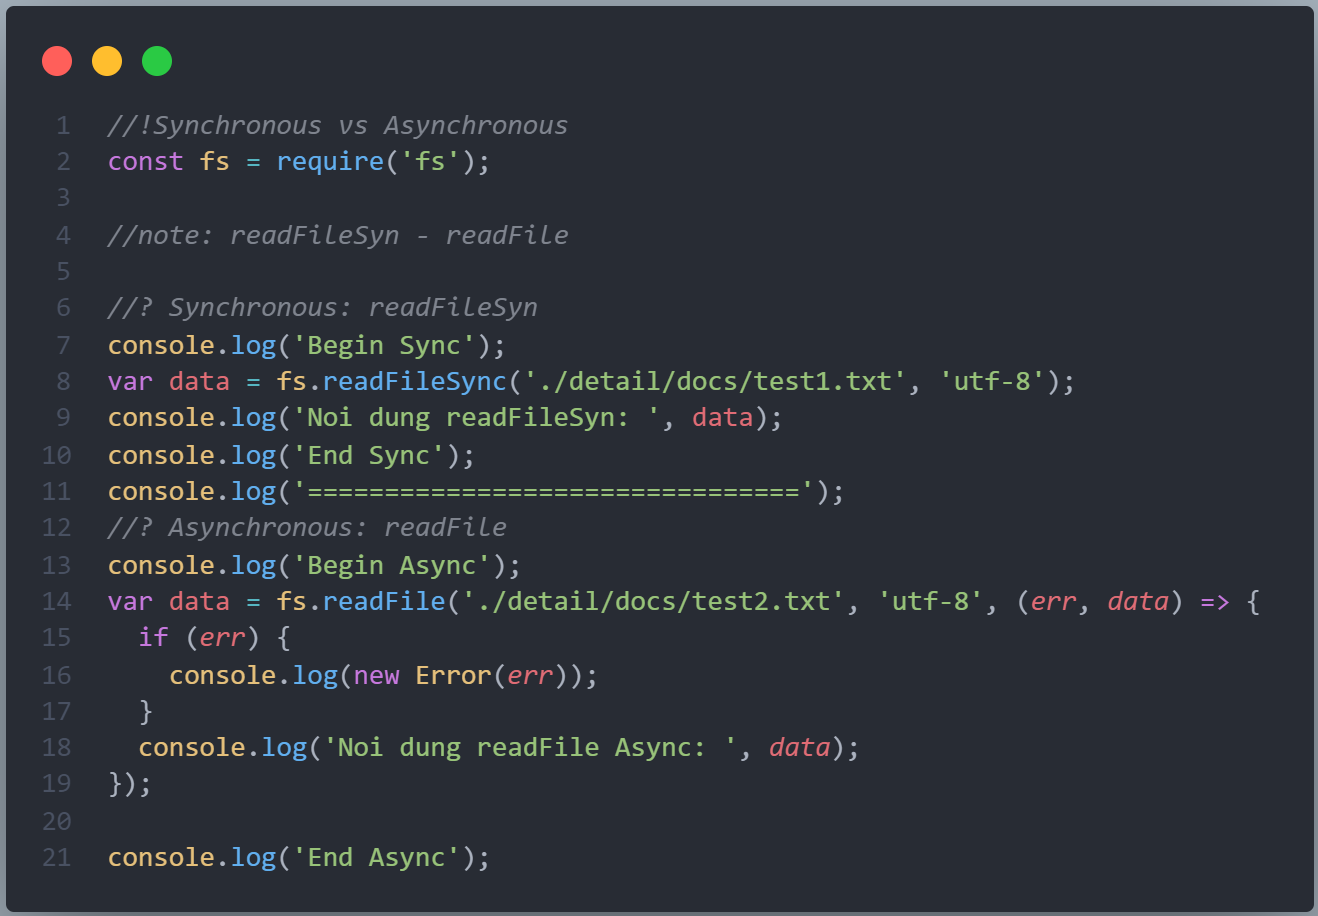 1 //!Synchronous vs Asynchronous
2 const fs = require('fs');
3
4 //note: readFileSyn - readFile
5
6 //? Synchronous: readFileSyn
7 console.log('Begin Sync');
8 var data = fs.readFileSync('./detail/docs/test1.txt', 'utf-8');
9 console.log('Noi dung readFileSyn: ', data);
10 console.log('End Sync');
11 console.log('================================');
12 //? Asynchronous: readFile
13 console.log('Begin Async');
14 var data = fs.readFile('./detail/docs/test2.txt', 'utf-8', (err, data) => {
15   if (err) {
16     console.log(new Error(err));
17   }
18   console.log('Noi dung readFile Async: ', data);
19 });
20
21 console.log('End Async');